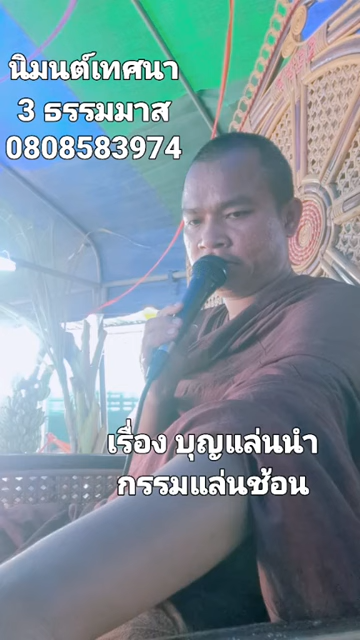 นิมนต์เทศนา
3 ธรรมมาส
0808583974
เรื่อง บุญแล่นนำ
กรรมแล่นช้อน